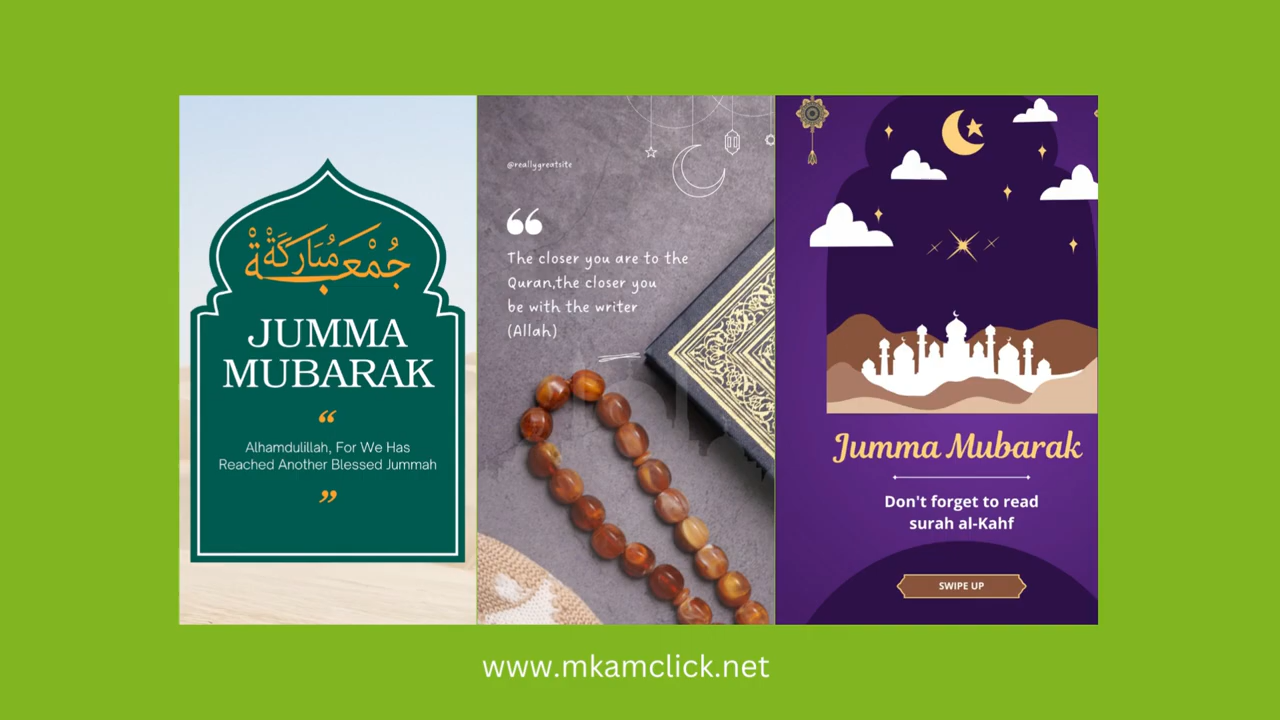 جُمْعَة مُبَارَكَة
JUMMA
MUBARAK
“
Alhamdulillah, For We Has
Reached Another Blessed Jummah
”
@reallygreatsite
“
The closer you are to the
Quran,the closer you
be with the writer
(Allah)
Jumma Mubarak
Don't forget to read
surah al-Kahf
SWIPE UP
www.mkamclick.net